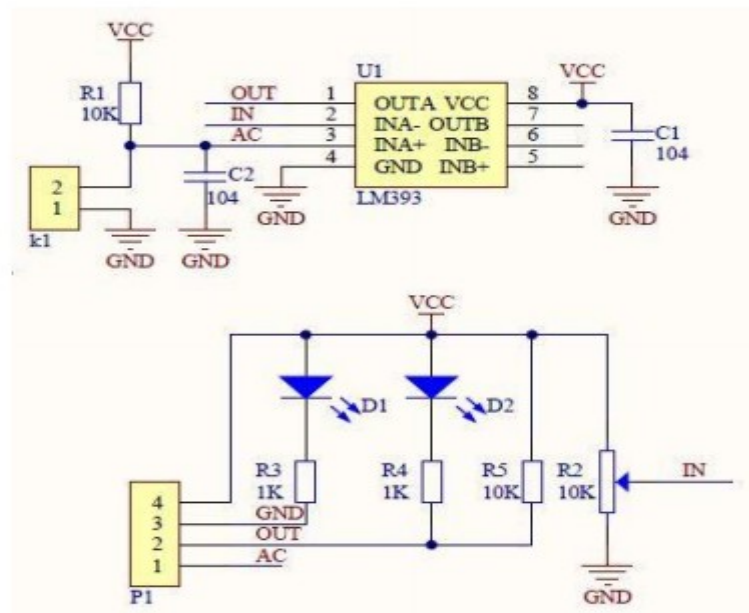 VCC
R1
10K
OUT
IN
AC
1
2
3
4
U1
OUTA VCC
INA- OUTB
INA+ INB-
GND INB+
LM393
8
7
6
5
VCC
C1
104
GND
C2
104
GND
GND
GND
2
1
k1
VCC
D1
D2
R3
1K
R4
1K
R5
10K
R2
10K
IN
GND
4
3
2
1
P1
GND
OUT
AC